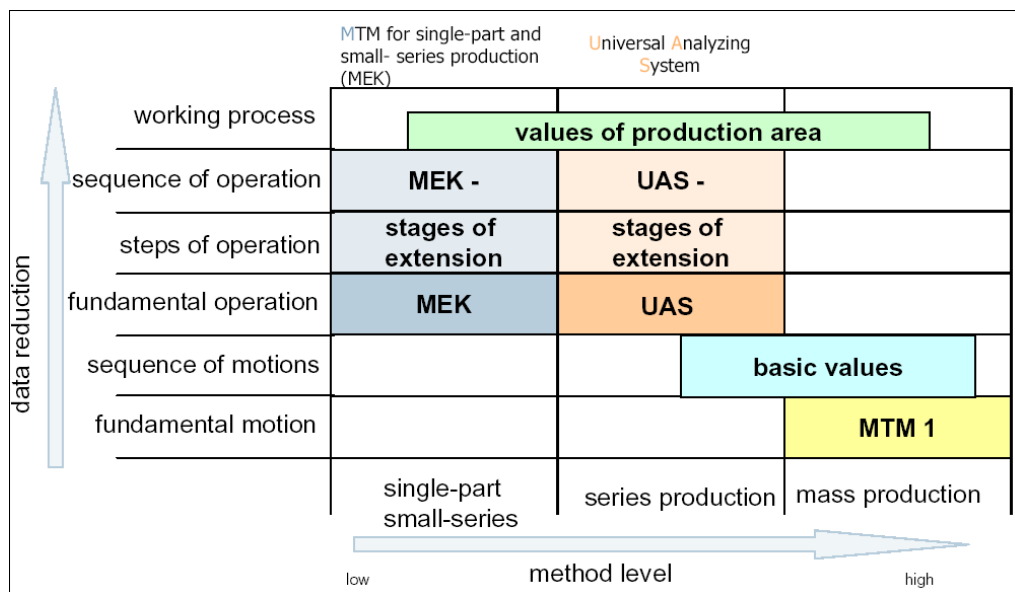 MTM for single-part and
small- series production
(MEK)
Universal Analyzing
System
working process
values of production area
sequence of operation
MEK -
UAS -
steps of operation
stages of
extension
stages of
extension
fundamental operation
MEK
UAS
sequence of motions
basic values
fundamental motion
MTM 1
data reduction
single-part
small-series
series production
mass production
low
method level
high